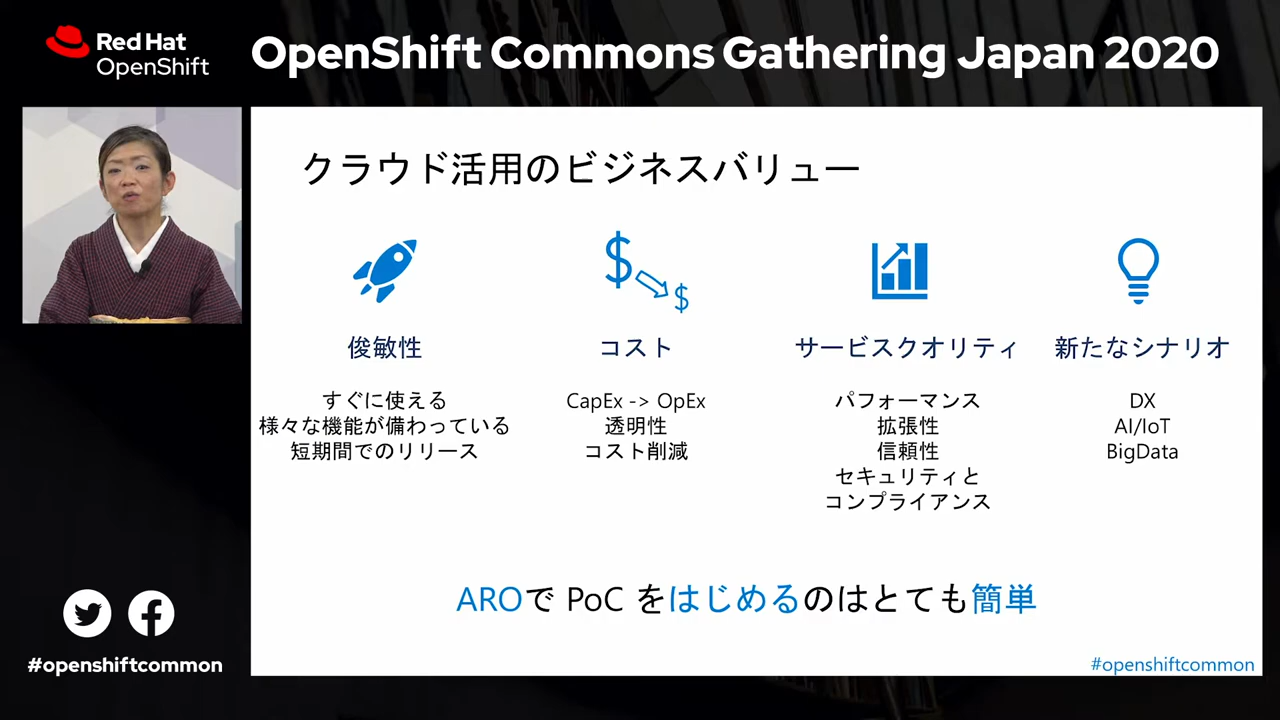 Red Hat
OpenShift
OpenShift Commons Gathering Japan 2020
クラウド活用のビジネスバリュー
俊敏性
すぐに使える
様々な機能が備わっている
短期間でのリリース
$
$
コスト
CapEx -> OpEx
透明性
コスト削減
サービスクオリティ
パフォーマンス
拡張性
信頼性
セキュリティと
コンプライアンス
新たなシナリオ
DX
AI/IoT
BigData
AROで PoC をはじめるのはとても簡単
#openshiftcommon
#openshiftcommon